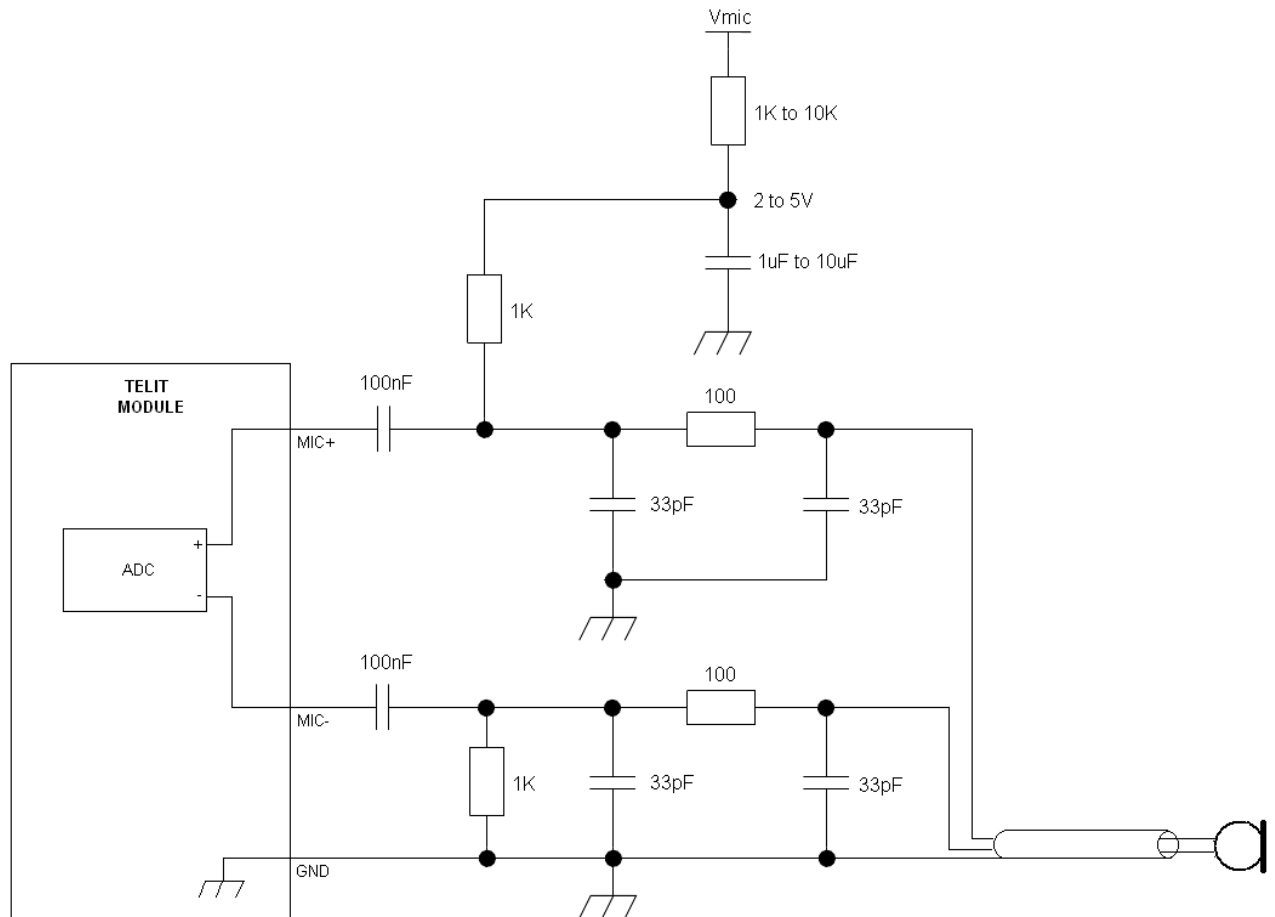 Vmic
1K to 10K
2 to 5V
1uF to 10uF
1K
TELIT
MODULE
100nF
100
MIC+
33pF
33pF
+
ADC
-
100nF
100
MIC-
1K
33pF
33pF
GND